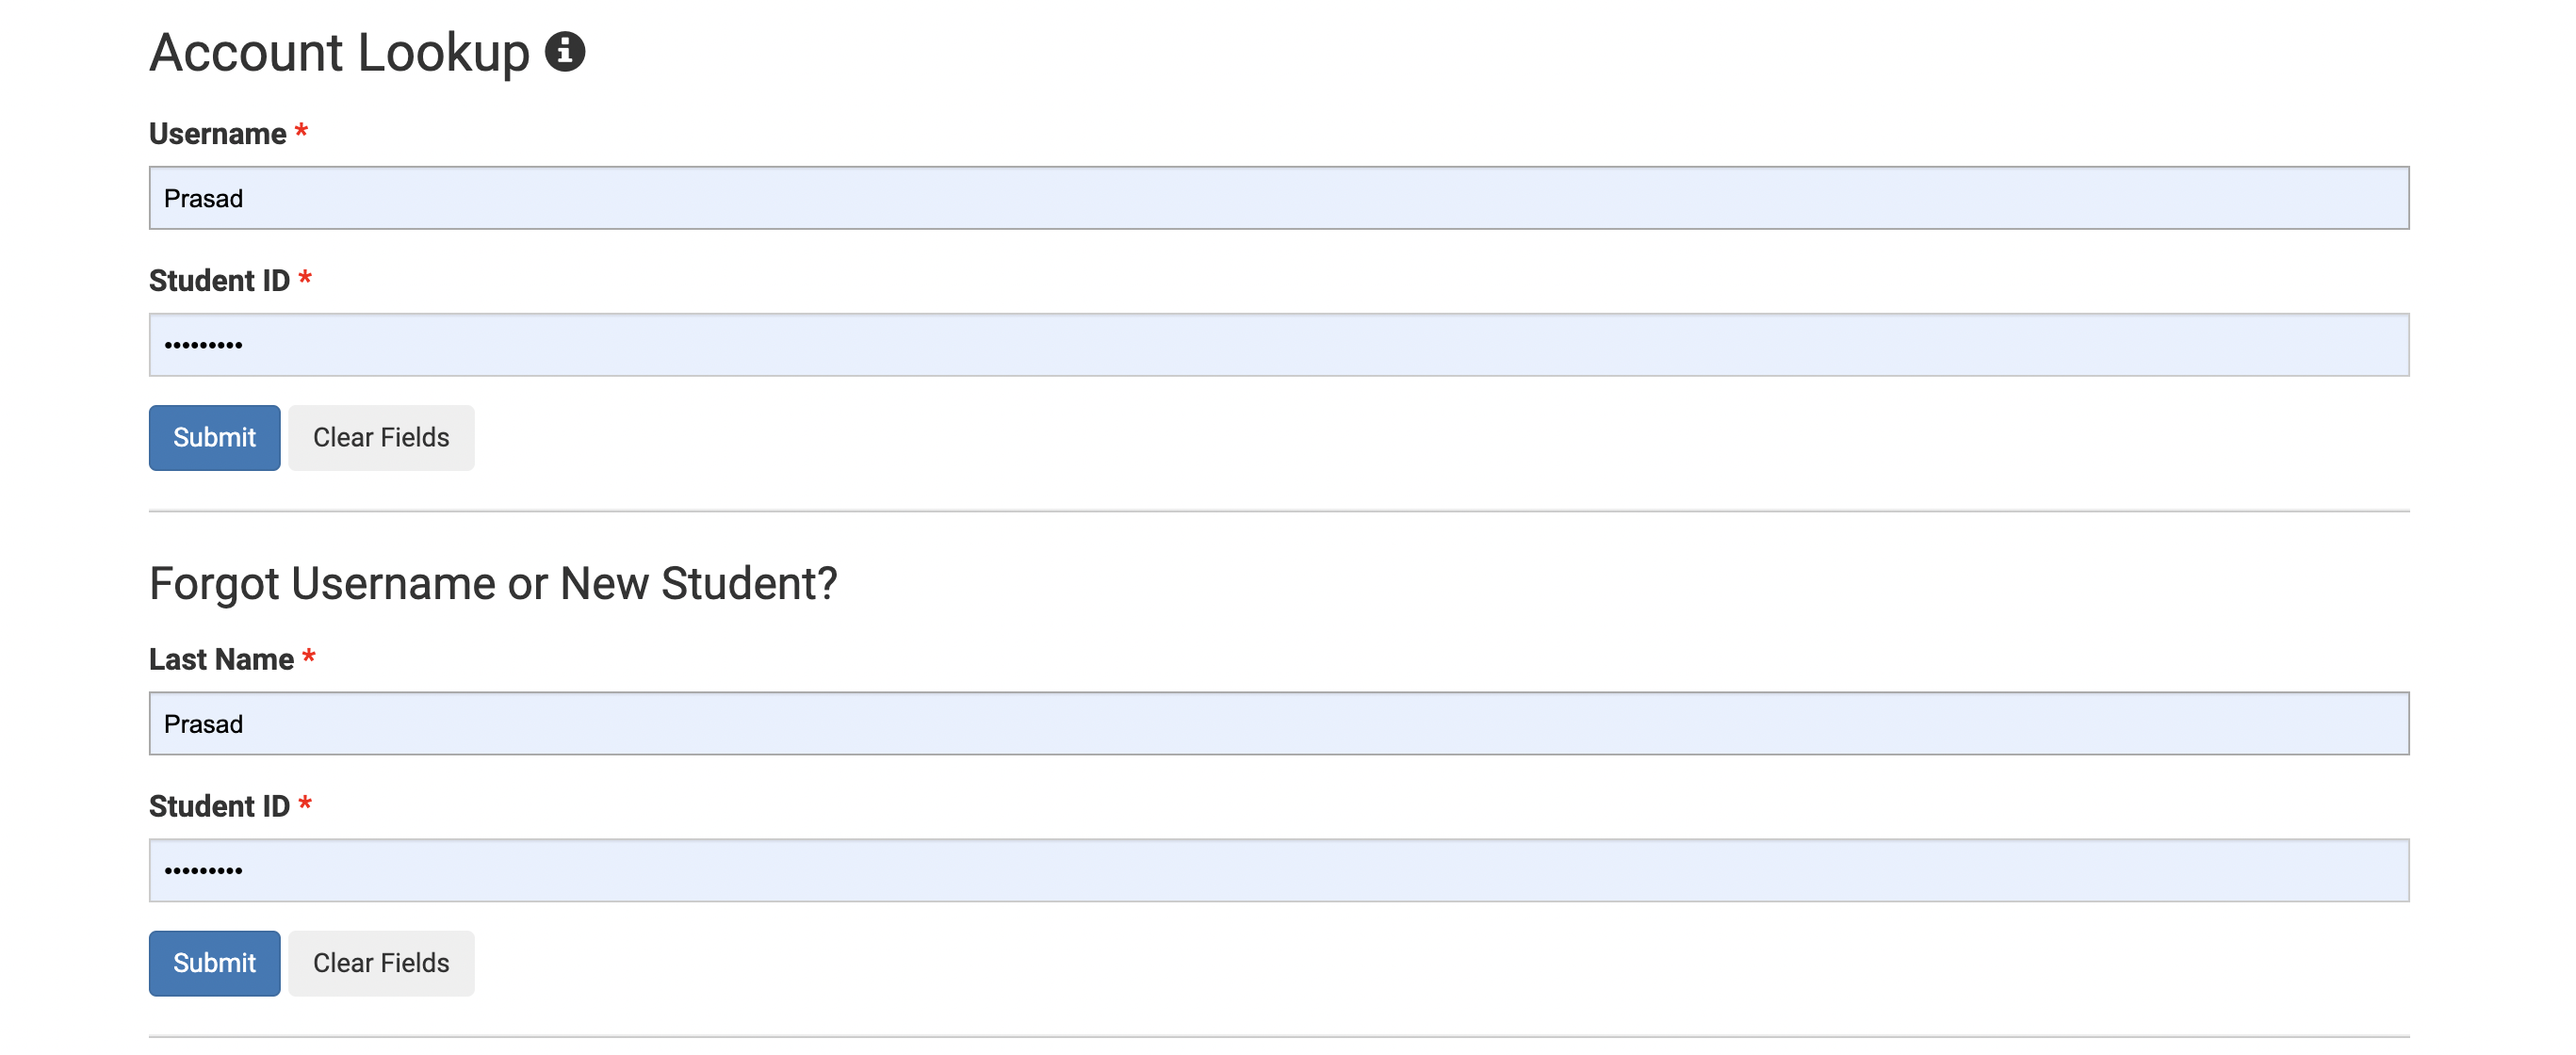 Account Lookup
Username *
Prasad
Student ID *
•••••••••
Submit Clear Fields
Forgot Username or New Student?
Last Name *
Prasad
Student ID *
•••••••••
Submit Clear Fields